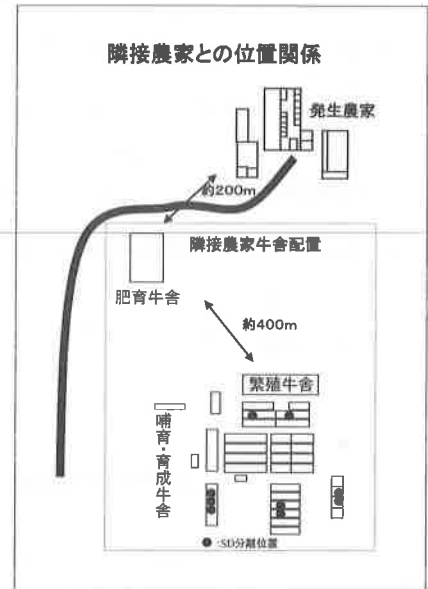 隣接農家との位置関係
発生農家
約200m
隣接農家牛舎配置
肥育牛舎
約400m
繁殖牛舎
哺育・育成牛舎
●:SD分離位置